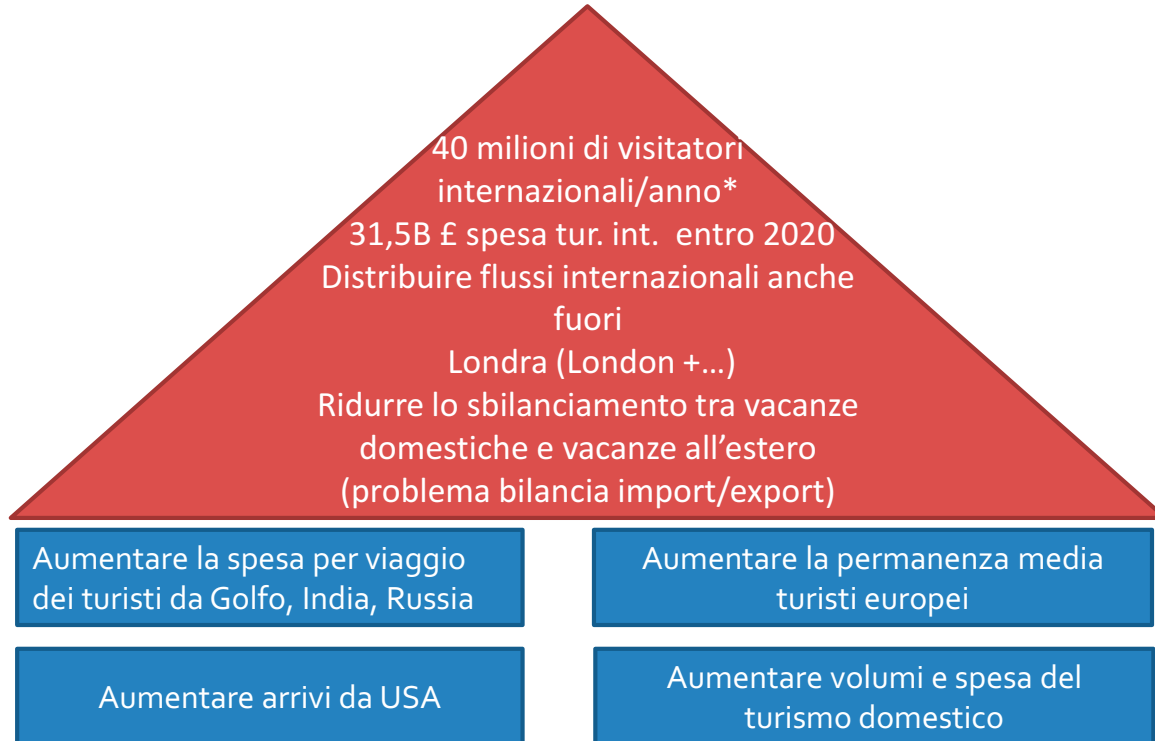 40 milioni di visitatori
internazionali/anno*
31,5B £ spesa tur. int. entro 2020
Distribuire flussi internazionali anche
fuori
Londra (London +…)
Ridurre lo sbilanciamento tra vacanze
domestiche e vacanze all’estero
(problema bilancia import/export)
Aumentare la spesa per viaggio
dei turisti da Golfo, India, Russia
Aumentare la permanenza media
turisti europei
Aumentare arrivi da USA
Aumentare volumi e spesa del
turismo domestico